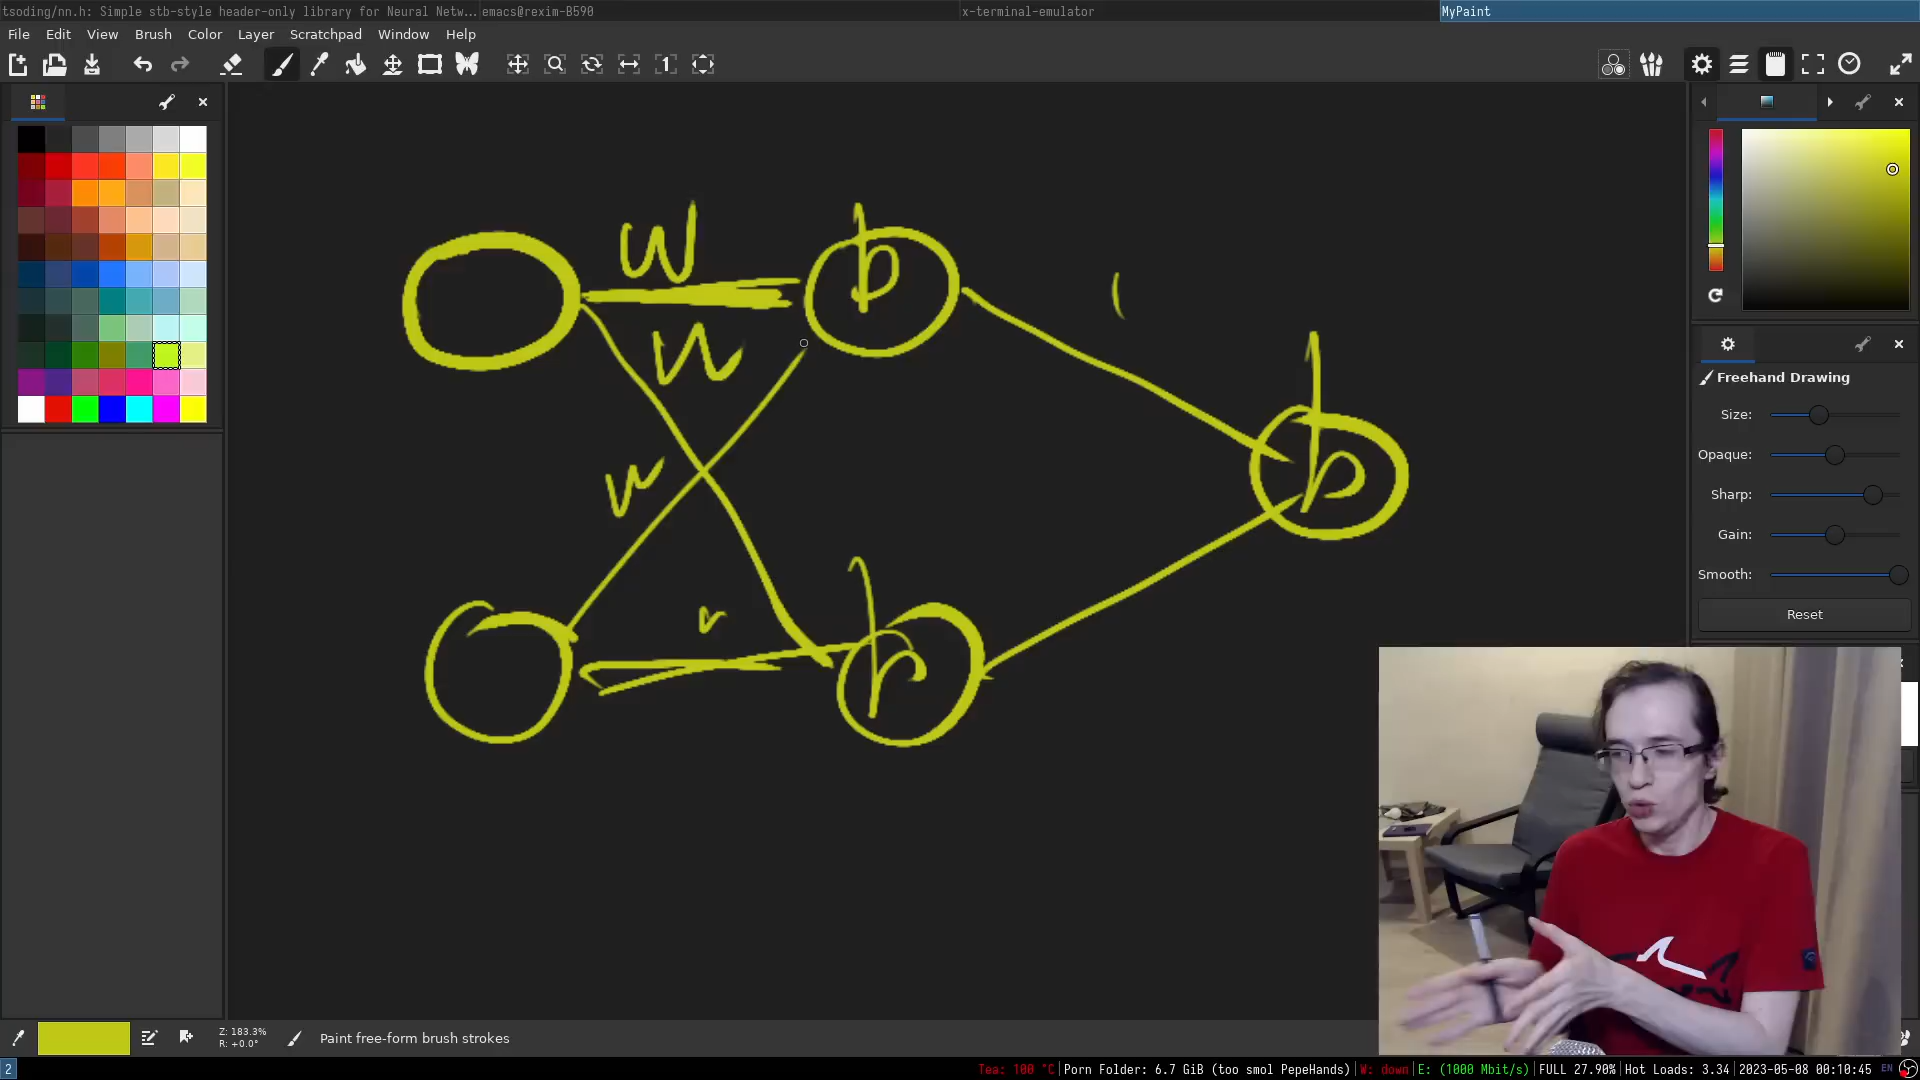 tsoding/nn.h: Simple stb-style header-only library for Neural Netw... emacs@rexim-B590 x-terminal-emulator MyPaint
File Edit View Brush Color Layer Scratchpad Window Help
W b
W
b
W
b
Freehand Drawing
Size:
Opaque:
Sharp:
Gain:
Smooth:
Reset
Z: 183.3%
R: +0.0°
Paint free-form brush strokes
2 Tea: 100 °C Porn Folder: 6.7 GiB (too smol PepeHands) W: down E: (1000 Mbit/s) FULL 27.90% Hot Loads: 3.34 2023-05-08 00:10:45 EN